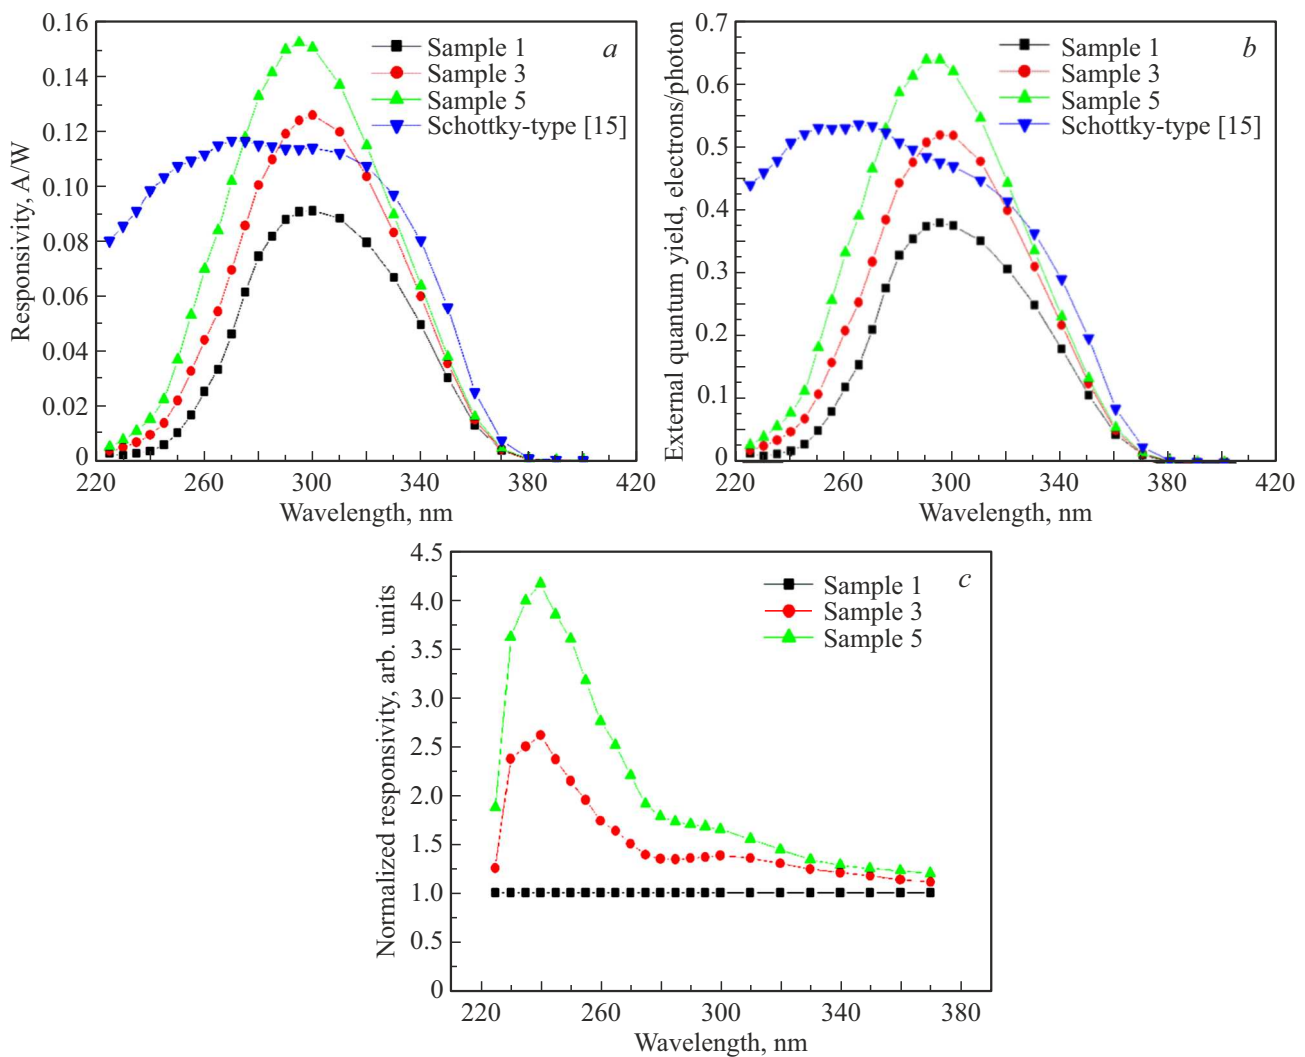 0.16
0.14
0.12
0.10
0.08
0.06
0.04
0.02
0
Responsivity, A/W
Sample 1
Sample 3
Sample 5
Schottky-type [15]
a
220 260 300 340 380 420
Wavelength, nm
0.7
0.6
0.5
0.4
0.3
0.2
0.1
0
External quantum yield, electrons/photon
Sample 1
Sample 3
Sample 5
Schottky-type [15]
b
220 260 300 340 380 420
Wavelength, nm
4.5
4.0
3.5
3.0
2.5
2.0
1.5
1.0
0.5
0
Normalized responsivity, arb. units
Sample 1
Sample 3
Sample 5
c
220 260 300 340 380
Wavelength, nm